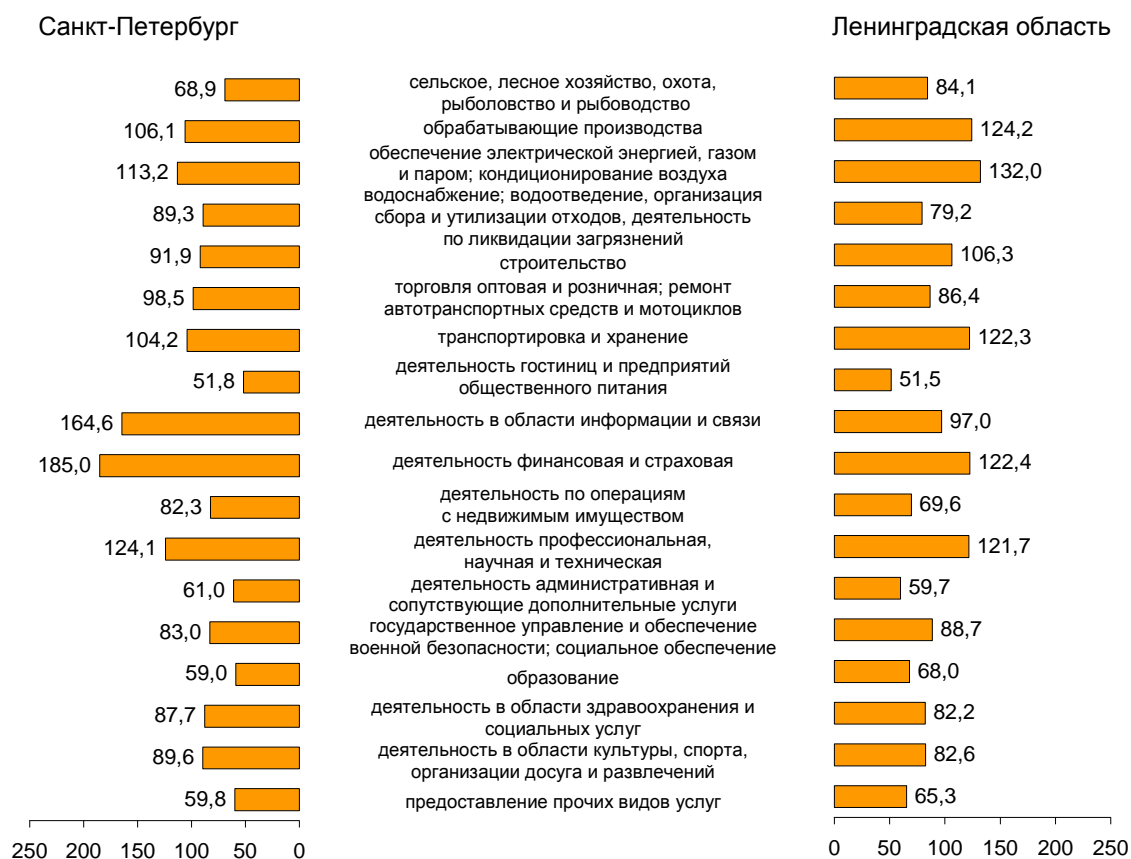 Санкт-Петербург
Ленинградская область
68,9
сельское, лесное хозяйство, охота,
рыболовство и рыбоводство
84,1
106,1
обрабатывающие производства
124,2
113,2
обеспечение электрической энергией, газом
и паром; кондиционирование воздуха
132,0
89,3
водоснабжение; водоотведение, организация
сбора и утилизации отходов, деятельность
по ликвидации загрязнений
79,2
91,9
строительство
106,3
98,5
торговля оптовая и розничная; ремонт
автотранспортных средств и мотоциклов
86,4
104,2
транспортировка и хранение
122,3
51,8
деятельность гостиниц и предприятий
общественного питания
51,5
164,6
деятельность в области информации и связи
97,0
185,0
деятельность финансовая и страховая
122,4
82,3
деятельность по операциям
с недвижимым имуществом
69,6
124,1
деятельность профессиональная,
научная и техническая
121,7
61,0
деятельность административная и
сопутствующие дополнительные услуги
59,7
83,0
государственное управление и обеспечение
военной безопасности; социальное обеспечение
88,7
59,0
образование
68,0
87,7
деятельность в области здравоохранения и
социальных услуг
82,2
89,6
деятельность в области культуры, спорта,
организации досуга и развлечений
82,6
59,8
предоставление прочих видов услуг
65,3
250 200 150 100 50 0
0 50 100 150 200 250